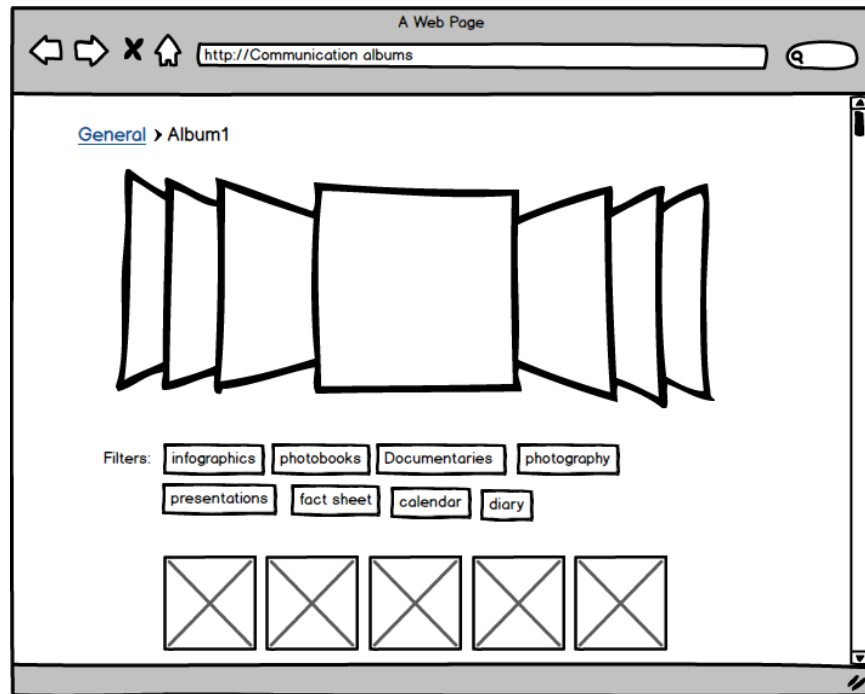 A Web Page
http://Communication albums
General > Album1
Filters: infographics photobooks Documentaries photography
presentations fact sheet calendar diary